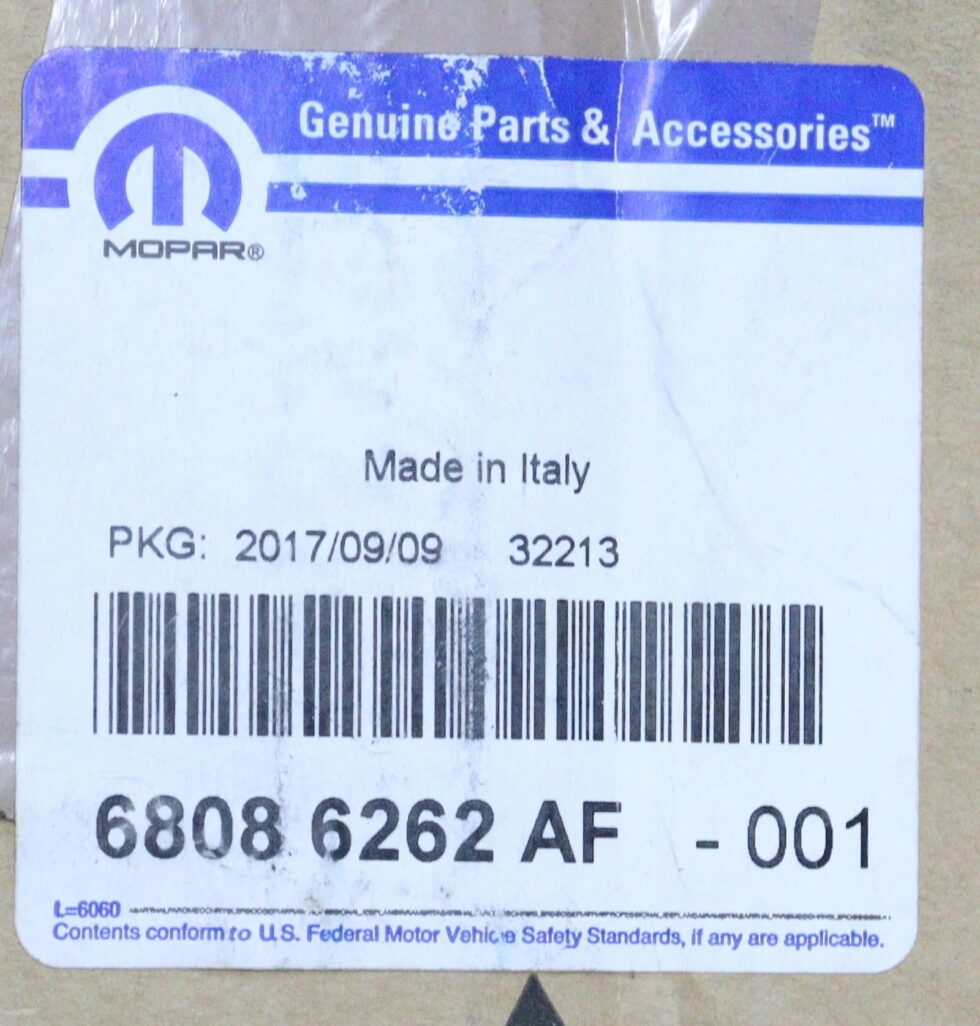 Genuine Parts & Accessories™
MOPAR®
Made in Italy
PKG: 2017/09/09 32213
6808 6262 AF - 001
L=6060
Contents conform to U.S. Federal Motor Vehicle Safety Standards, if any are applicable.